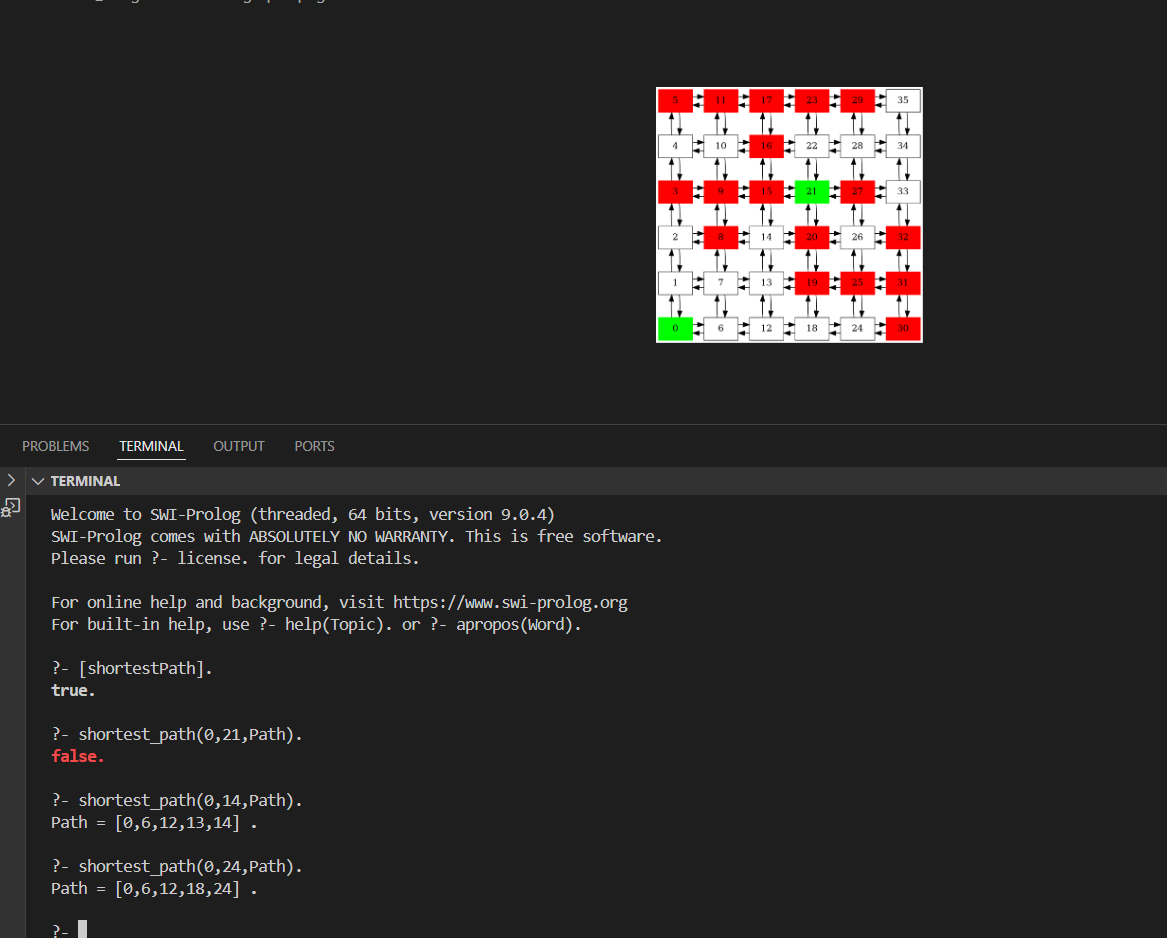 5 11 17 23 29 35
4 10 16 22 28 34
3 9 15 21 27 33
2 8 14 20 26 32
1 7 13 19 25 31
0 6 12 18 24 30
PROBLEMS TERMINAL OUTPUT PORTS
TERMINAL
Welcome to SWI-Prolog (threaded, 64 bits, version 9.0.4)
SWI-Prolog comes with ABSOLUTELY NO WARRANTY. This is free software.
Please run ?- license. for legal details.
For online help and background, visit https://www.swi-prolog.org
For built-in help, use ?- help(Topic). or ?- apropos(Word).
?- [shortestPath].
true.
?- shortest_path(0,21,Path).
false.
?- shortest_path(0,14,Path).
Path = [0,6,12,13,14] .
?- shortest_path(0,24,Path).
Path = [0,6,12,18,24] .
?-